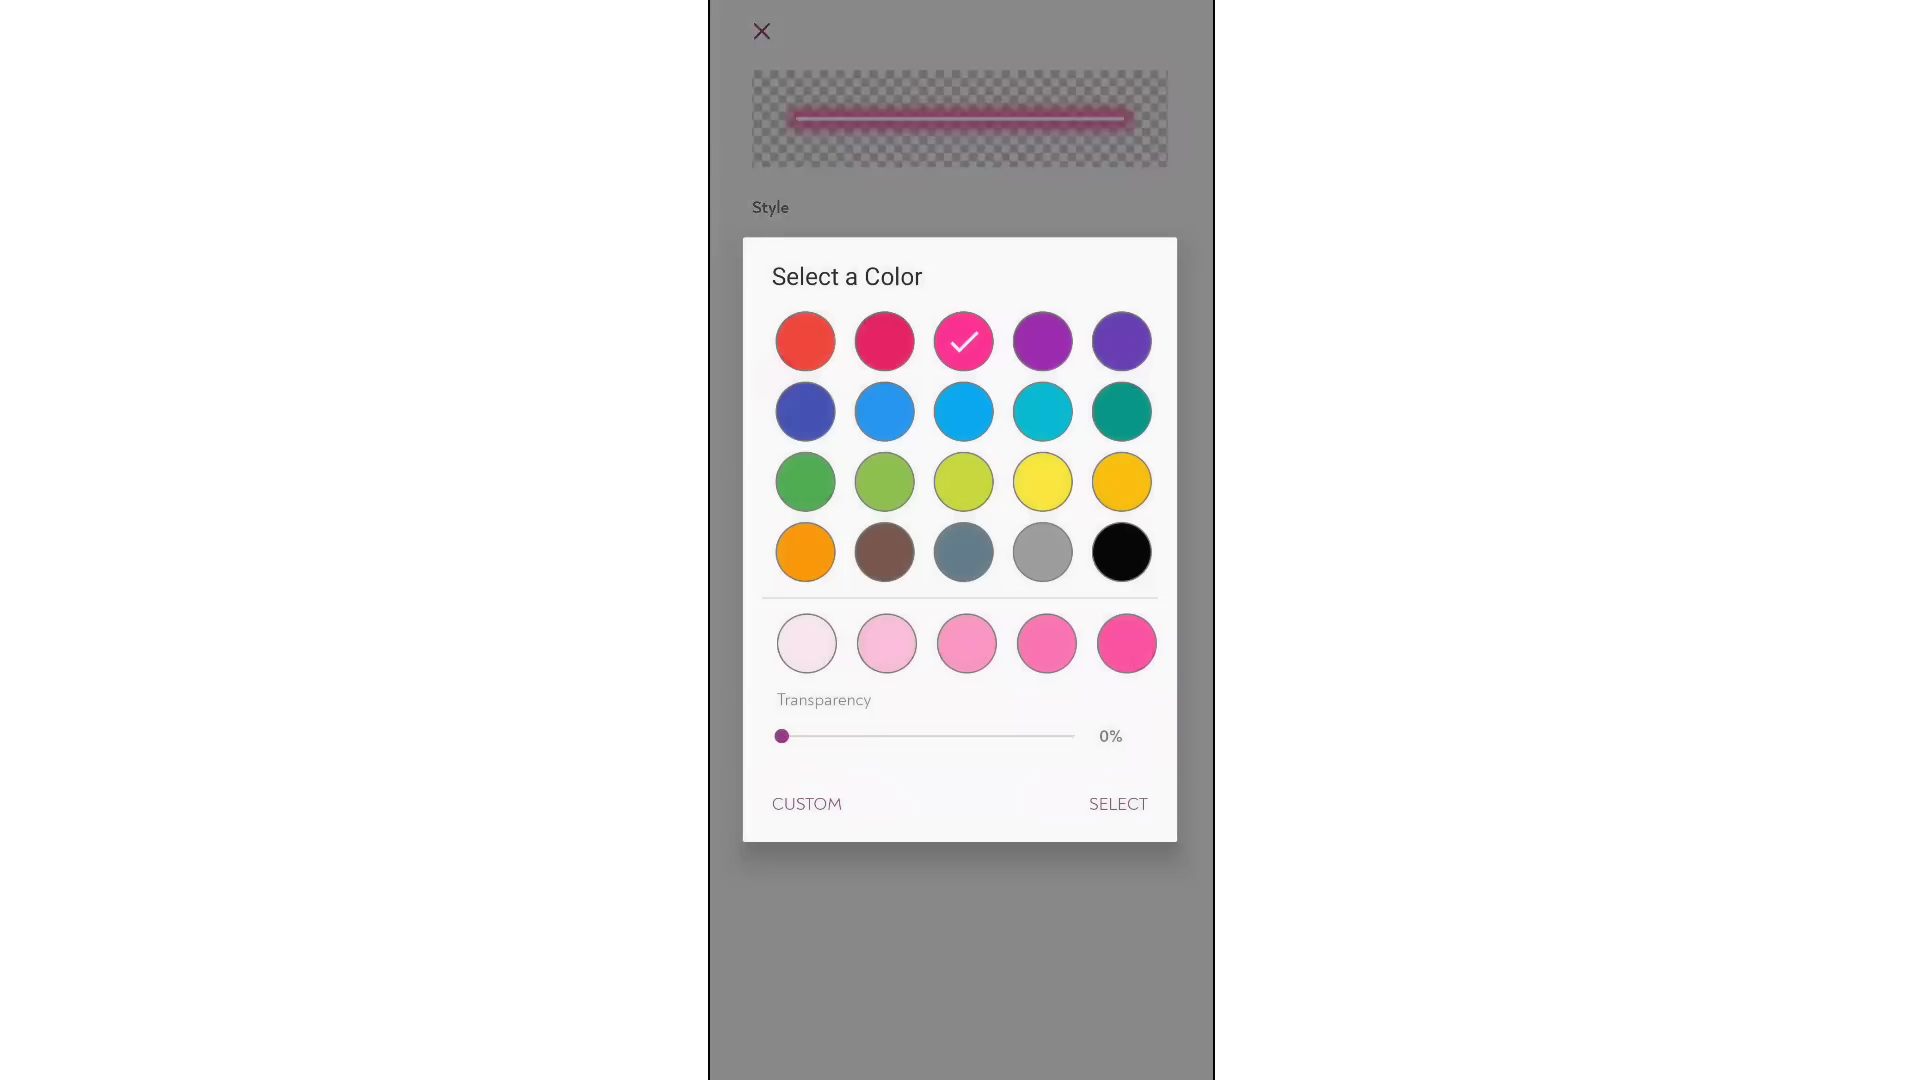 Style
Select a Color
Transparency
0%
CUSTOM
SELECT